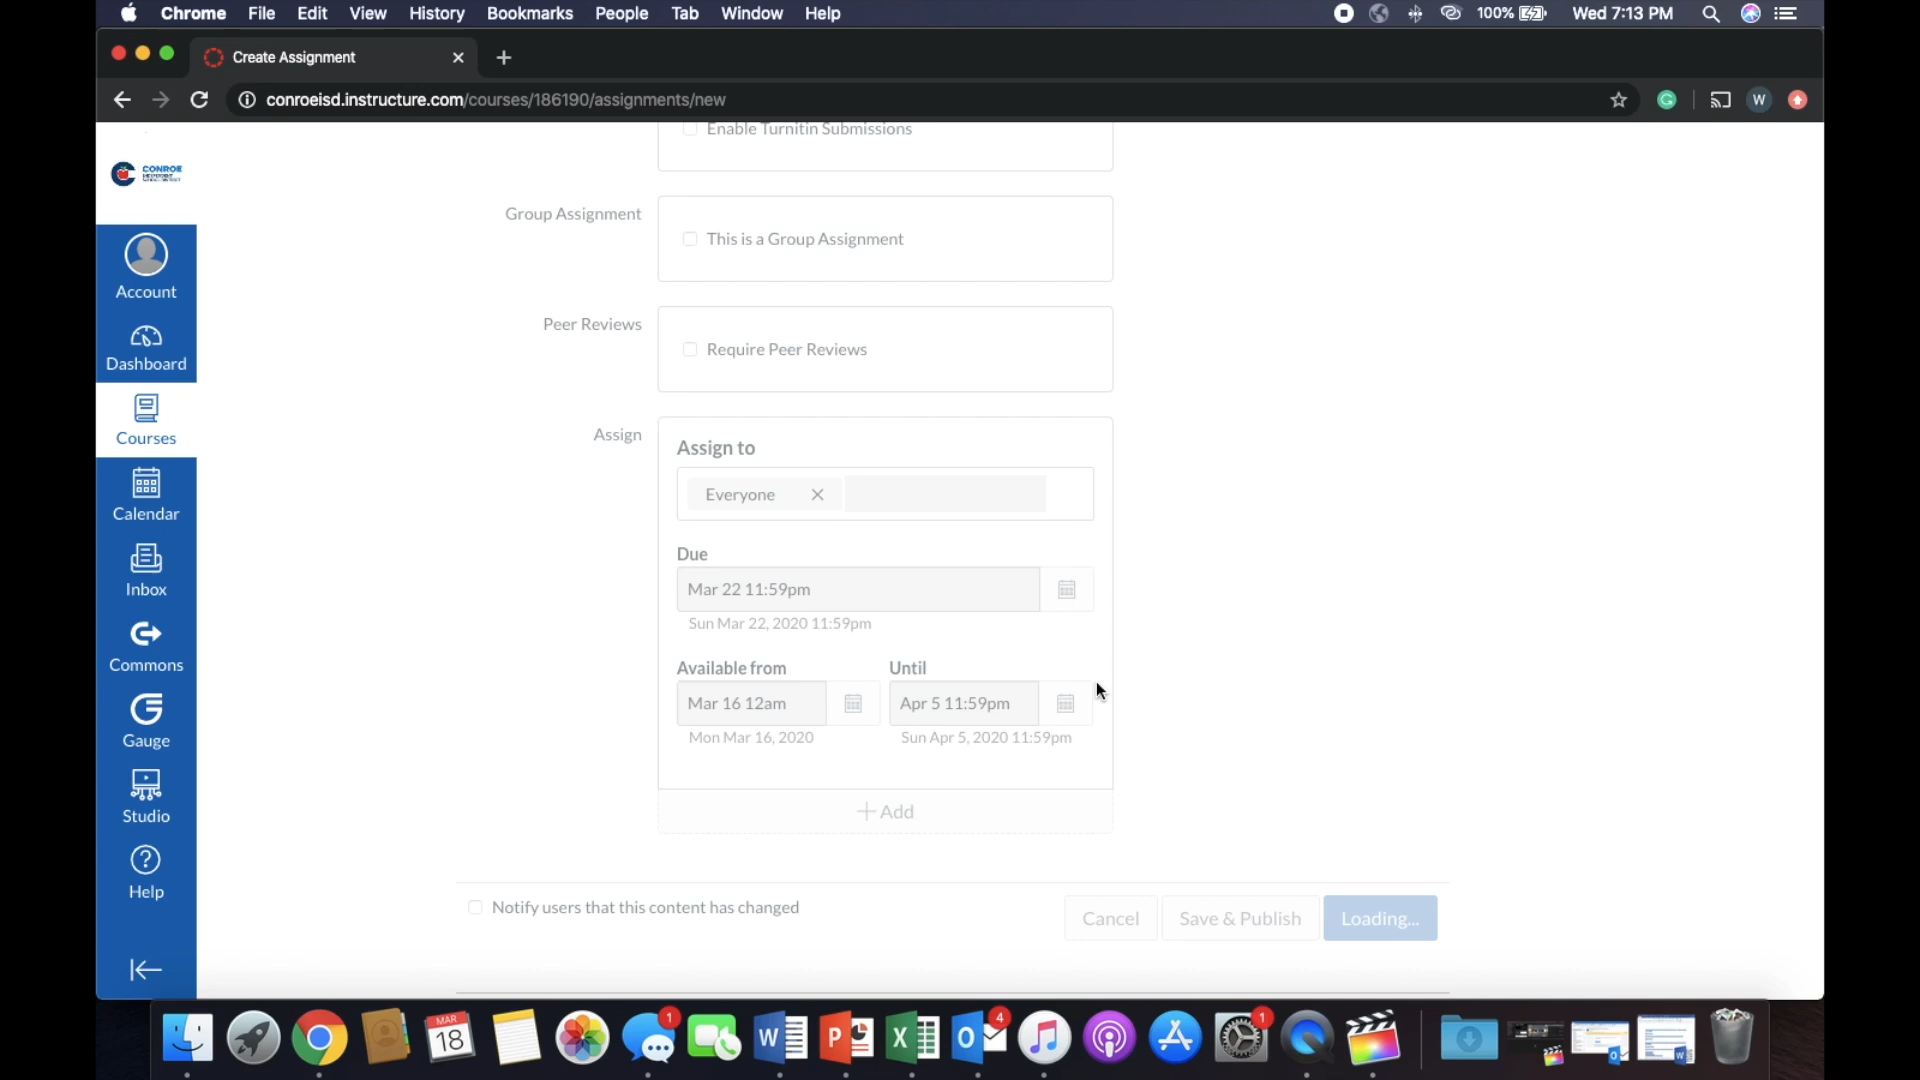 Chrome File Edit View History Bookmarks People Tab Window Help
100% Wed 7:13 PM
Create Assignment
conroeisd.instructure.com/courses/186190/assignments/new
W
CONROE
Account
Dashboard
Courses
Calendar
Inbox
Commons
Gauge
Studio
Help
Enable Turnitin Submissions
Group Assignment
This is a Group Assignment
Peer Reviews
Require Peer Reviews
Assign
Assign to
Everyone
Due
Mar 22 11:59pm
Sun Mar 22, 2020 11:59pm
Available from Until
Mar 16 12am Apr 5 11:59pm
Mon Mar 16, 2020 Sun Apr 5, 2020 11:59pm
+ Add
Notify users that this content has changed
Cancel Save & Publish Loading...
MAR
18
1
4
1